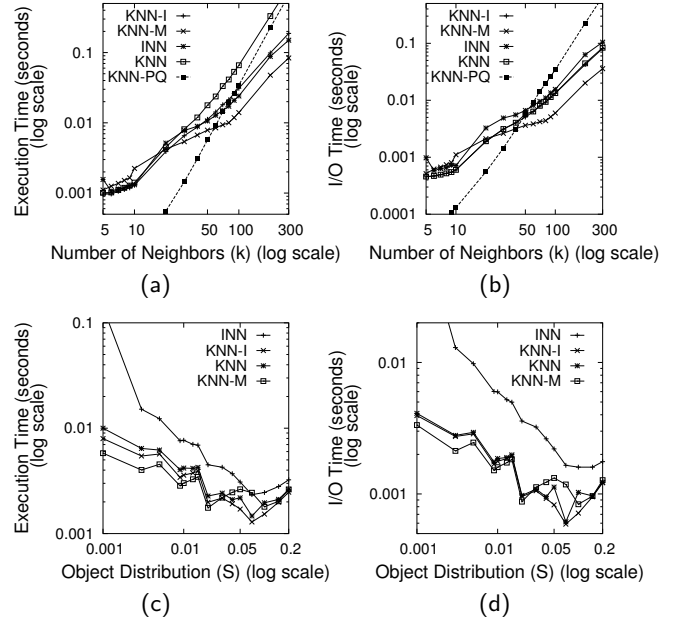 KNN-I
KNN-M
INN
KNN
KNN-PQ
0.1
0.01
0.001
Execution Time (seconds)
(log scale)
5
10
50
100
300
Number of Neighbors (k) (log scale)
(a)
KNN-I
KNN-M
INN
KNN
KNN-PQ
0.1
0.01
0.001
0.0001
I/O Time (seconds)
(log scale)
5
10
50
100
300
Number of Neighbors (k) (log scale)
(b)
INN
KNN-I
KNN
KNN-M
0.1
0.01
0.001
Execution Time (seconds)
(log scale)
0.001
0.01
0.05
0.2
Object Distribution (S) (log scale)
(c)
INN
KNN-I
KNN
KNN-M
0.01
0.001
I/O Time (seconds)
(log scale)
0.001
0.01
0.05
0.2
Object Distribution (S) (log scale)
(d)